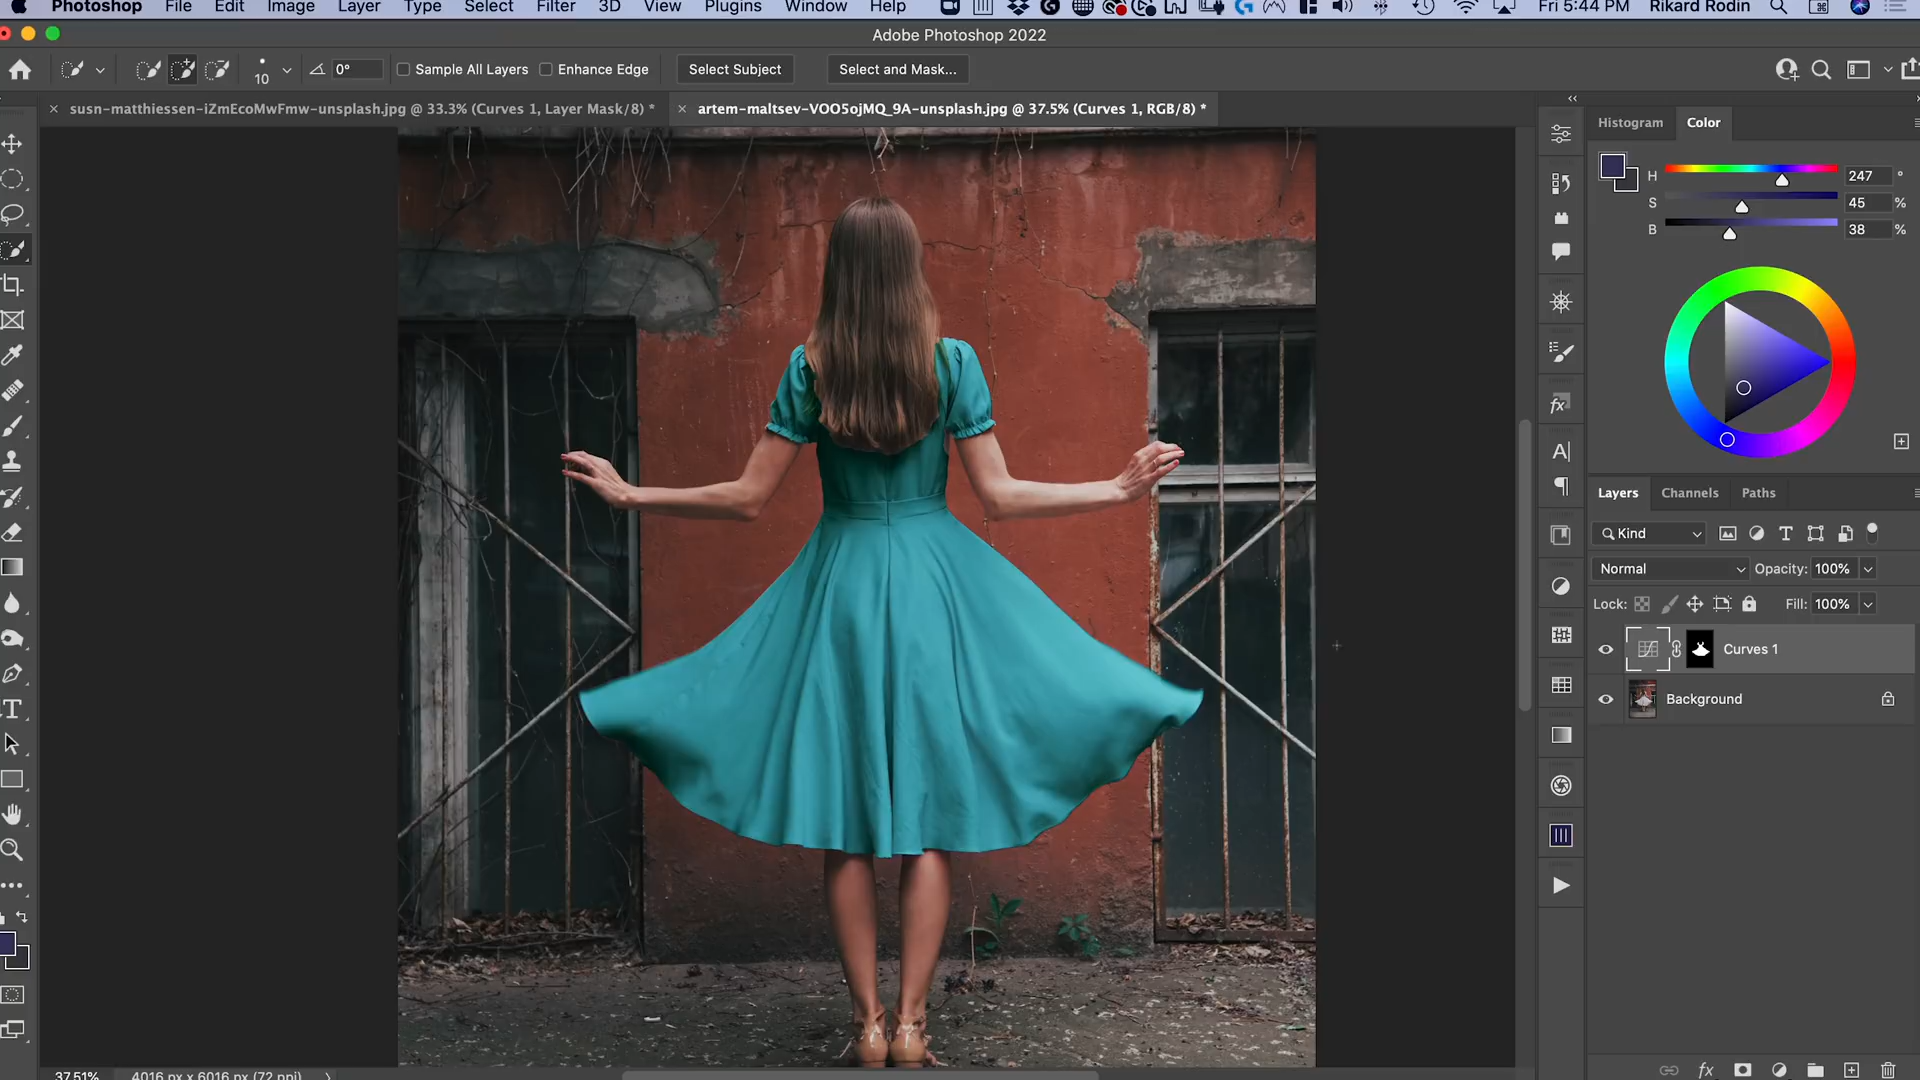 Photoshop File Edit Image Layer Type Select Filter 3D View Plugins Window Help Fri 5:44 PM Rikard Rodin
Adobe Photoshop 2022
10 0° Sample All Layers Enhance Edge Select Subject Select and Mask...
susn-matthiessen-iZmEcoMwFmw-unsplash.jpg @ 33.3% (Curves 1, Layer Mask/8) * artem-maltsev-VOO5ojMQ_9A-unsplash.jpg @ 37.5% (Curves 1, RGB/8) *
Histogram Color
H 247 °
S 45 %
B 38 %
Layers Channels Paths
Kind
Normal Opacity: 100%
Lock: Fill: 100%
Curves 1
Background
37.51% 4016 px x 6016 px (72 ppi)